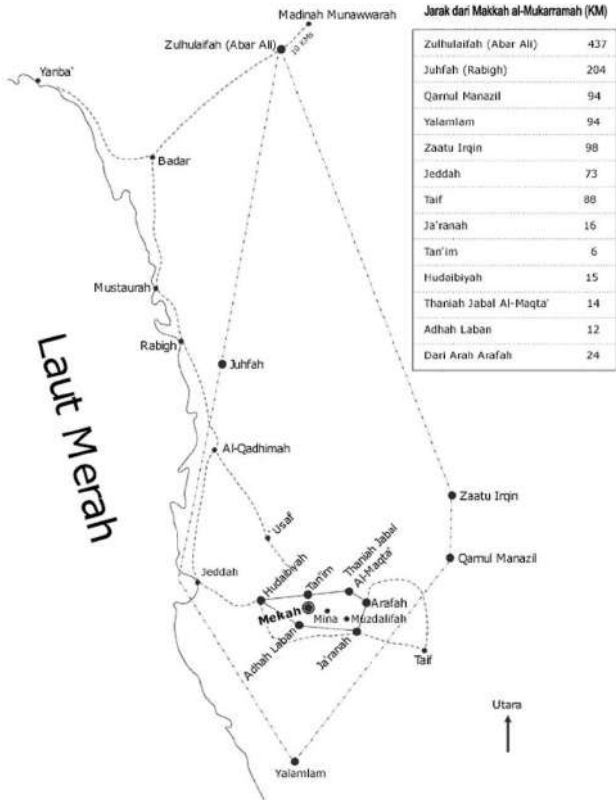 Madinah Munawwarah
Zulhulaifah (Abar Ali)
10 KMs
Yanba'
Badar
Mustaurah
Rabigh
Juhfah
Laut Merah
Al-Qadhimah
Usaf
Zaatu Irqin
Qarnul Manazil
Jeddah
Hudaibiyah
Tan'im
Thaniah Jabal
Al-Maqta'
Arafah
Mekah
Mina
Muzdalifah
Adhah Laban
Ja'ranah
Taif
Yalamlam
Utara
Jarak dari Makkah al-Mukarramah (KM)
Zulhulaifah (Abar Ali) 437
Juhfah (Rabigh) 204
Qarnul Manazil 94
Yalamlam 94
Zaatu Irqin 98
Jeddah 73
Taif 88
Ja'ranah 16
Tan'im 6
Hudaibiyah 15
Thaniah Jabal Al-Maqta' 14
Adhah Laban 12
Dari Arah Arafah 24